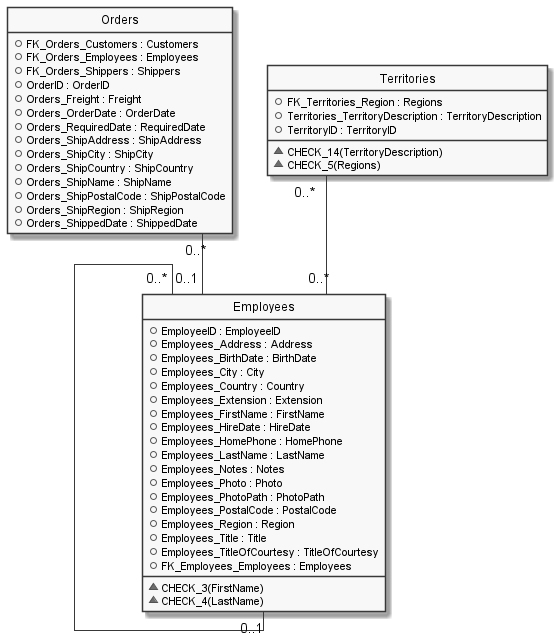 Orders
FK_Orders_Customers : Customers
FK_Orders_Employees : Employees
FK_Orders_Shippers : Shippers
OrderID : OrderID
Orders_Freight : Freight
Orders_OrderDate : OrderDate
Orders_RequiredDate : RequiredDate
Orders_ShipAddress : ShipAddress
Orders_ShipCity : ShipCity
Orders_ShipCountry : ShipCountry
Orders_ShipName : ShipName
Orders_ShipPostalCode : ShipPostalCode
Orders_ShipRegion : ShipRegion
Orders_ShippedDate : ShippedDate
Territories
FK_Territories_Region : Regions
Territories_TerritoryDescription : TerritoryDescription
TerritoryID : TerritoryID
CHECK_14(TerritoryDescription)
CHECK_5(Regions)
0..*
0..*
0..*
0..1
0..*
Employees
EmployeeID : EmployeeID
Employees_Address : Address
Employees_BirthDate : BirthDate
Employees_City : City
Employees_Country : Country
Employees_Extension : Extension
Employees_FirstName : FirstName
Employees_HireDate : HireDate
Employees_HomePhone : HomePhone
Employees_LastName : LastName
Employees_Notes : Notes
Employees_Photo : Photo
Employees_PhotoPath : PhotoPath
Employees_PostalCode : PostalCode
Employees_Region : Region
Employees_Title : Title
Employees_TitleOfCourtesy : TitleOfCourtesy
FK_Employees_Employees : Employees
CHECK_3(FirstName)
CHECK_4(LastName)
0..1